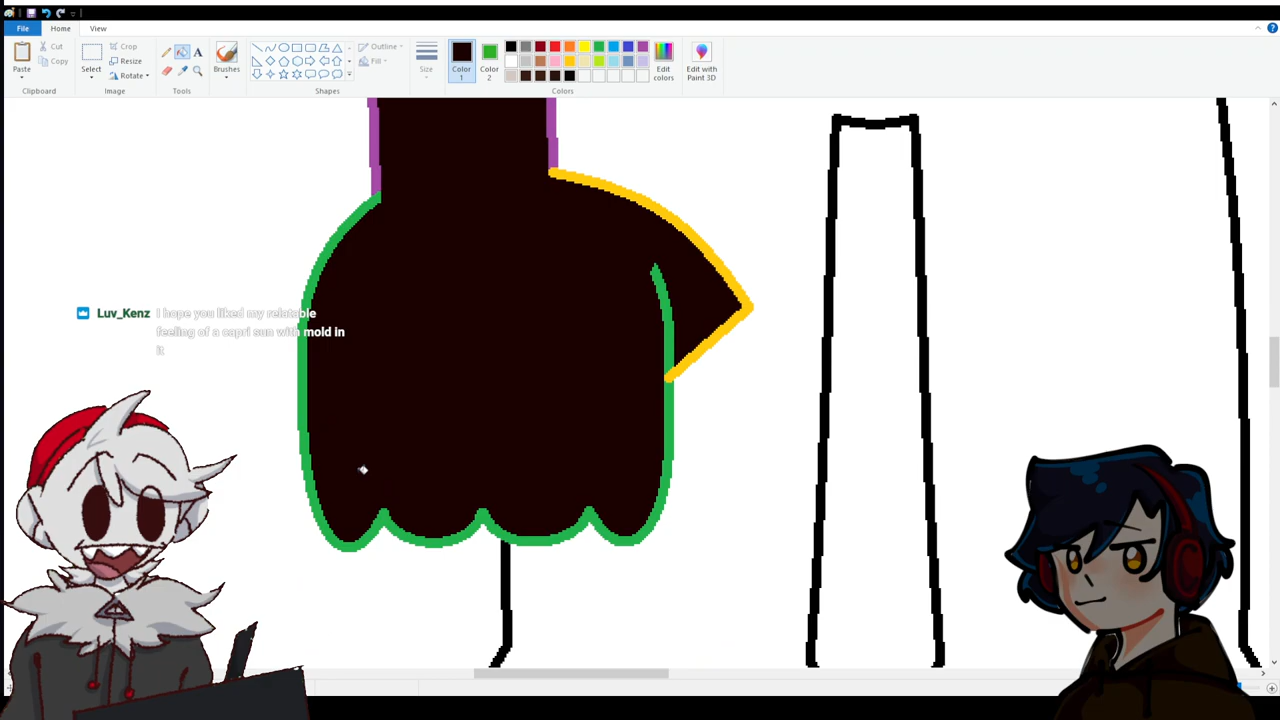 File Home View
Paste Cut Copy Clipboard
Select Crop Resize Rotate Image
A Tools
Brushes
Outline Fill Shapes
Size
Color 1 Color 2 Edit colors Colors
Edit with Paint 3D
Luv_Kenz I hope you liked my relatable
feeling of a capri sun with mold in
it